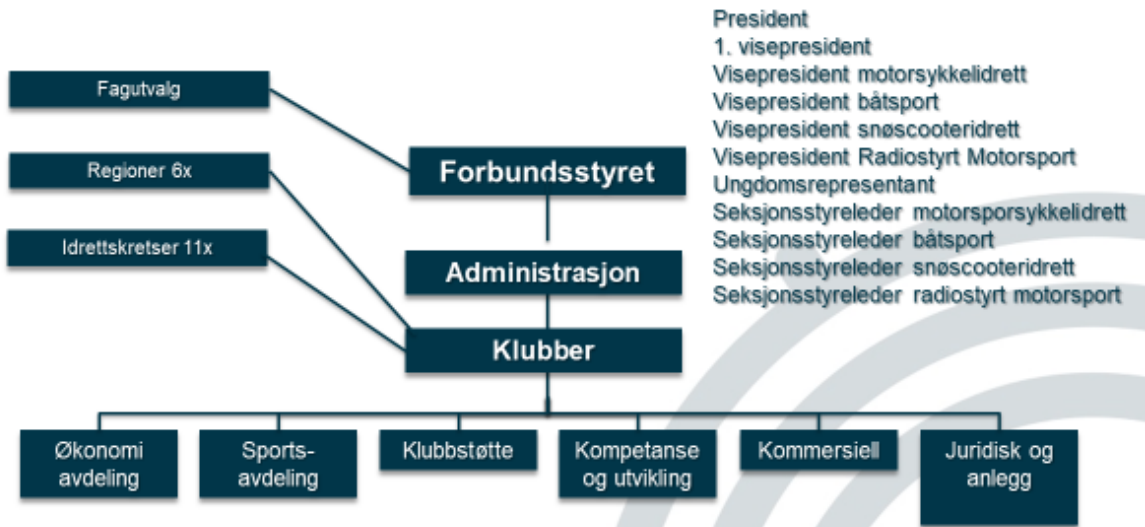 President
1. visepresident
Visepresident motorsykkelidrett
Visepresident båtsport
Visepresident snøscooteridrett
Visepresident Radiostyrt Motorsport
Ungdomsrepresentant
Seksjonsstyreleder motorsporsykkelidrett
Seksjonsstyreleder båtsport
Seksjonsstyreleder snøscooteridrett
Seksjonsstyreleder radiostyrt motorsport
Fagutvalg
Regioner 6x
Idrettskretser 11x
Forbundsstyret
Administrasjon
Klubber
Økonomi
avdeling
Sports-
avdeling
Klubbstøtte
Kompetanse
og utvikling
Kommersiell
Juridisk og
anlegg